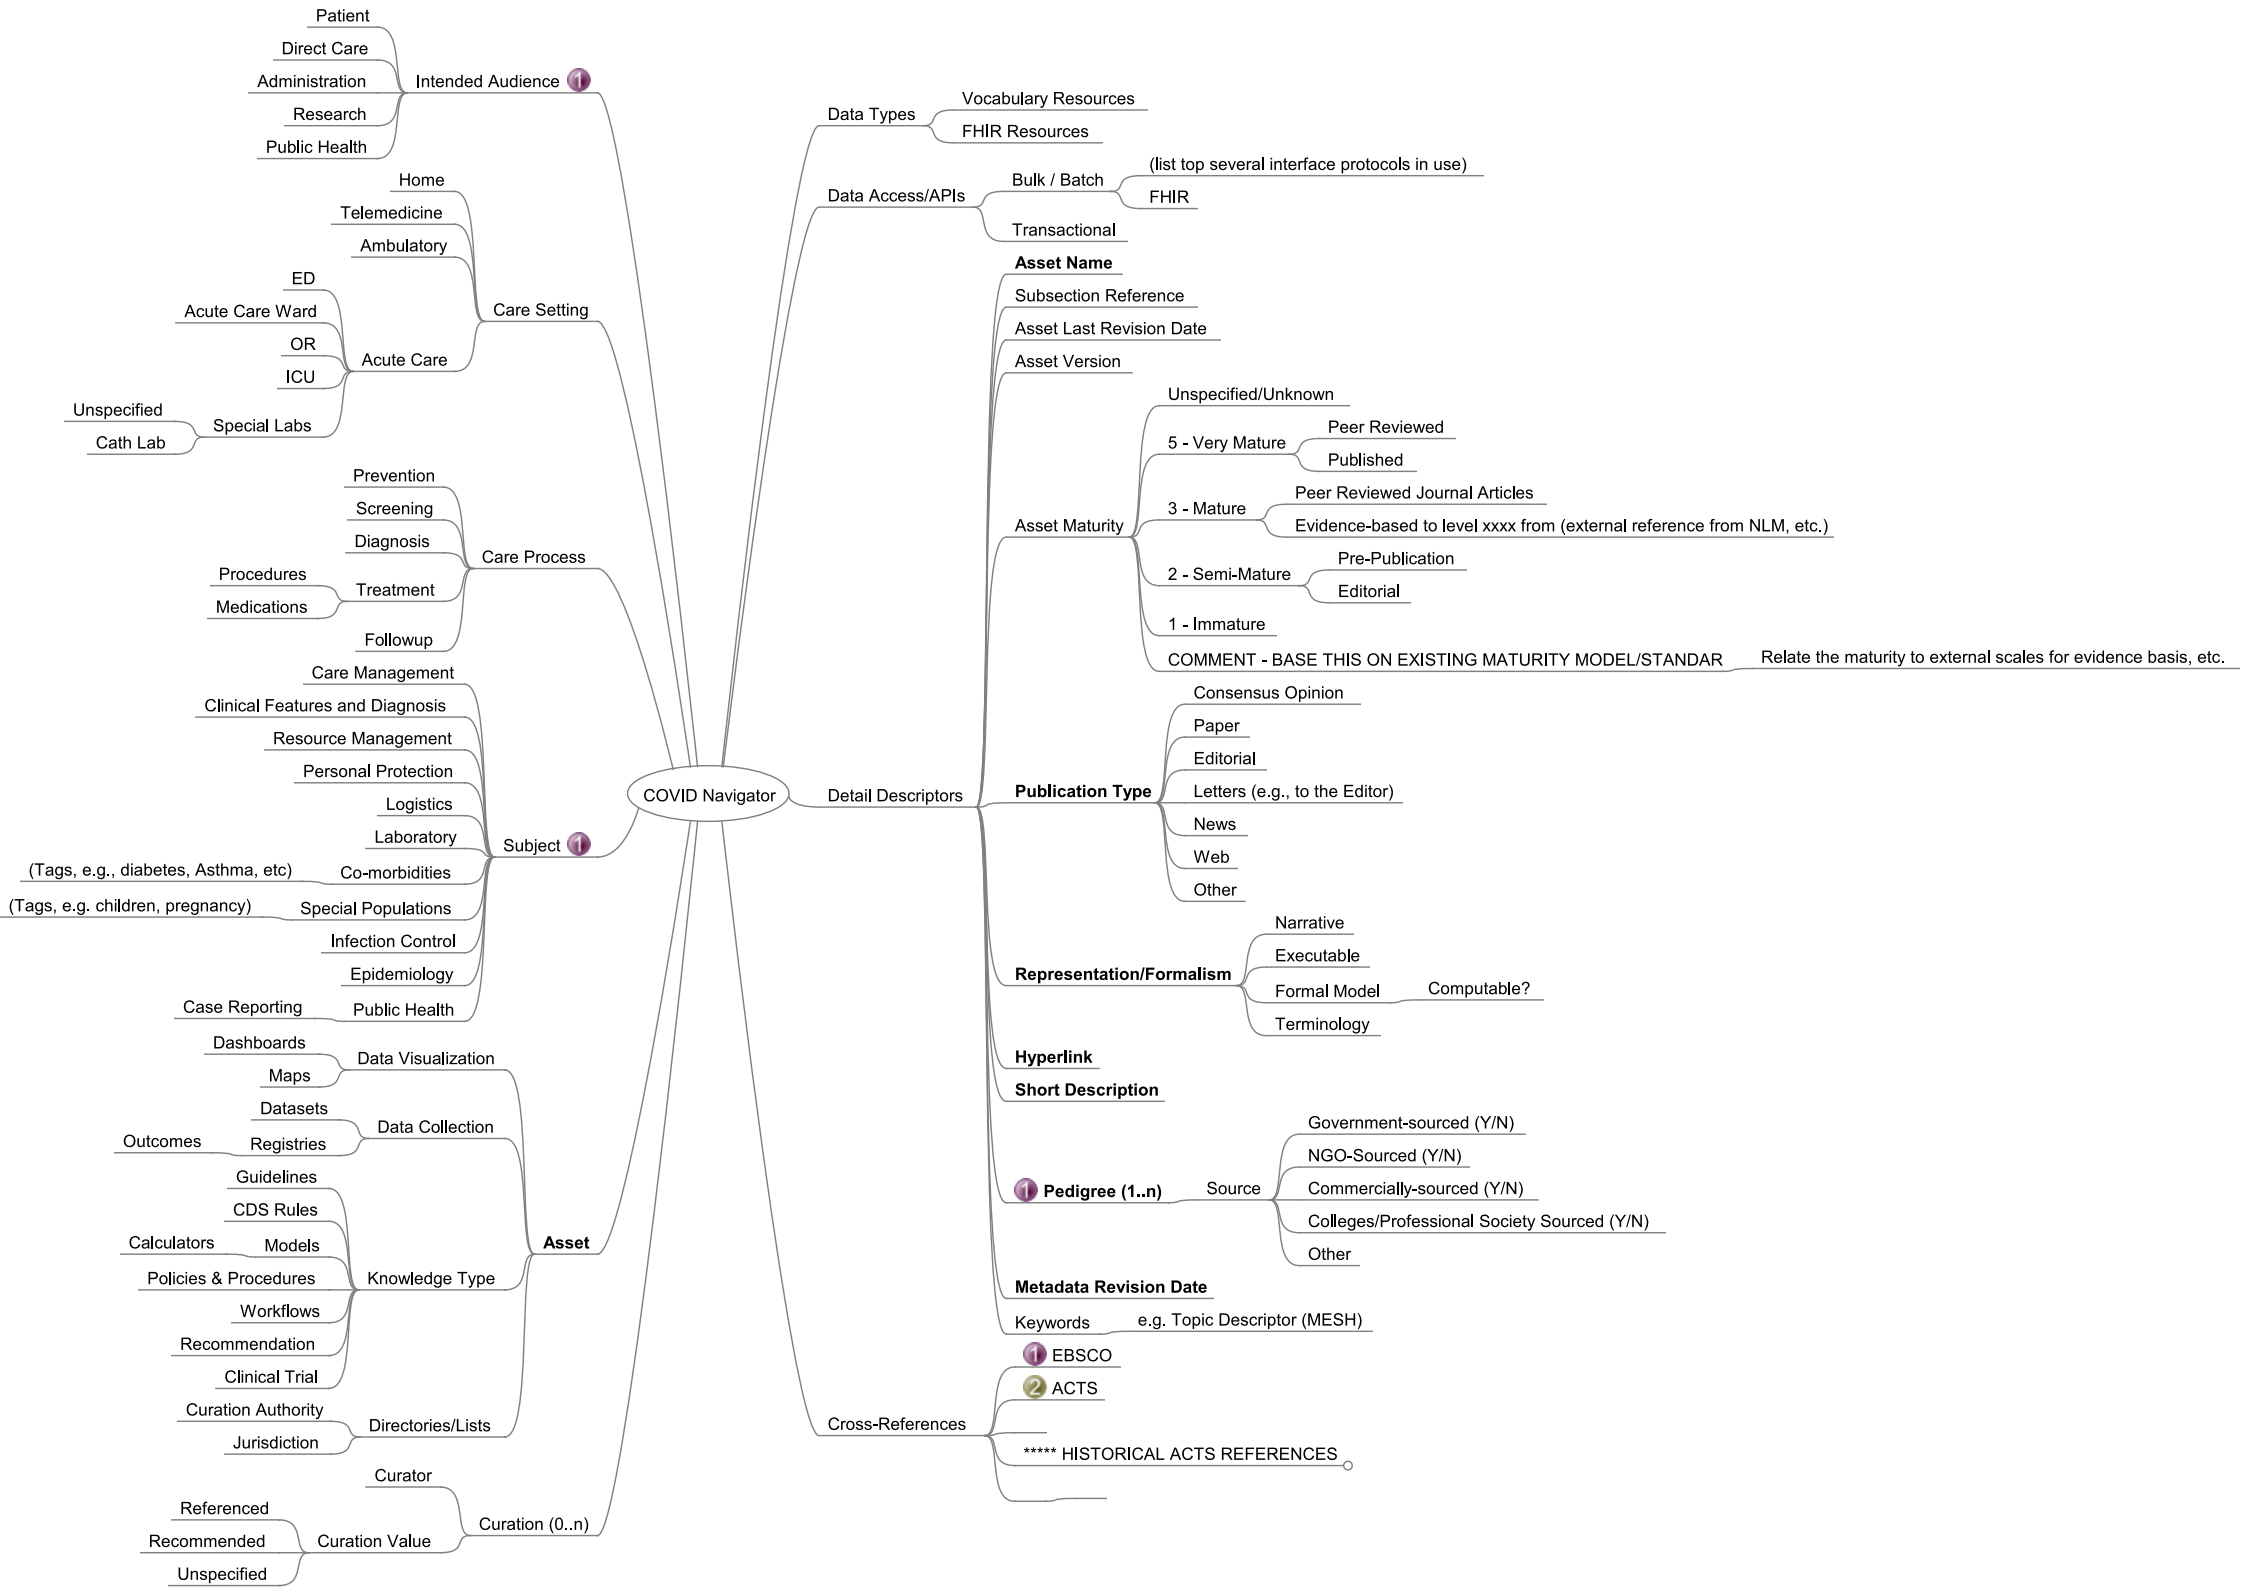 Patient
Direct Care
Administration
Research
Public Health
Intended Audience 1
Home
Telemedicine
Ambulatory
ED
Acute Care Ward
OR
ICU
Unspecified
Cath Lab
Special Labs
Acute Care
Care Setting
Prevention
Screening
Diagnosis
Procedures
Medications
Treatment
Followup
Care Process
Care Management
Clinical Features and Diagnosis
Resource Management
Personal Protection
Logistics
Laboratory
(Tags, e.g., diabetes, Asthma, etc)
Co-morbidities
(Tags, e.g. children, pregnancy)
Special Populations
Infection Control
Epidemiology
Case Reporting
Public Health
Subject 1
Dashboards
Maps
Data Visualization
Datasets
Outcomes
Registries
Data Collection
Guidelines
CDS Rules
Calculators
Models
Policies & Procedures
Workflows
Recommendation
Clinical Trial
Knowledge Type
Curation Authority
Jurisdiction
Directories/Lists
Asset
Curator
Referenced
Recommended
Unspecified
Curation Value
Curation (0..n)
COVID Navigator
Data Types
Vocabulary Resources
FHIR Resources
Data Access/APIs
Bulk / Batch
(list top several interface protocols in use)
FHIR
Transactional
Detail Descriptors
Asset Name
Subsection Reference
Asset Last Revision Date
Asset Version
Asset Maturity
Unspecified/Unknown
5 - Very Mature
Peer Reviewed
Published
3 - Mature
Peer Reviewed Journal Articles
Evidence-based to level xxxx from (external reference from NLM, etc.)
2 - Semi-Mature
Pre-Publication
Editorial
1 - Immature
COMMENT - BASE THIS ON EXISTING MATURITY MODEL/STANDAR
Relate the maturity to external scales for evidence basis, etc.
Publication Type
Consensus Opinion
Paper
Editorial
Letters (e.g., to the Editor)
News
Web
Other
Representation/Formalism
Narrative
Executable
Formal Model
Computable?
Terminology
Hyperlink
Short Description
1 Pedigree (1..n)
Source
Government-sourced (Y/N)
NGO-Sourced (Y/N)
Commercially-sourced (Y/N)
Colleges/Professional Society Sourced (Y/N)
Other
Metadata Revision Date
Keywords
e.g. Topic Descriptor (MESH)
Cross-References
1 EBSCO
2 ACTS
***** HISTORICAL ACTS REFERENCES